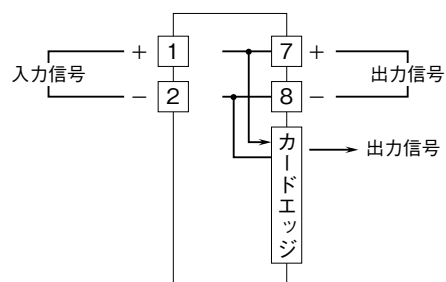 + 1 7 +
入力信号 出力信号
− 2 8 −
カードエッジ
出力信号